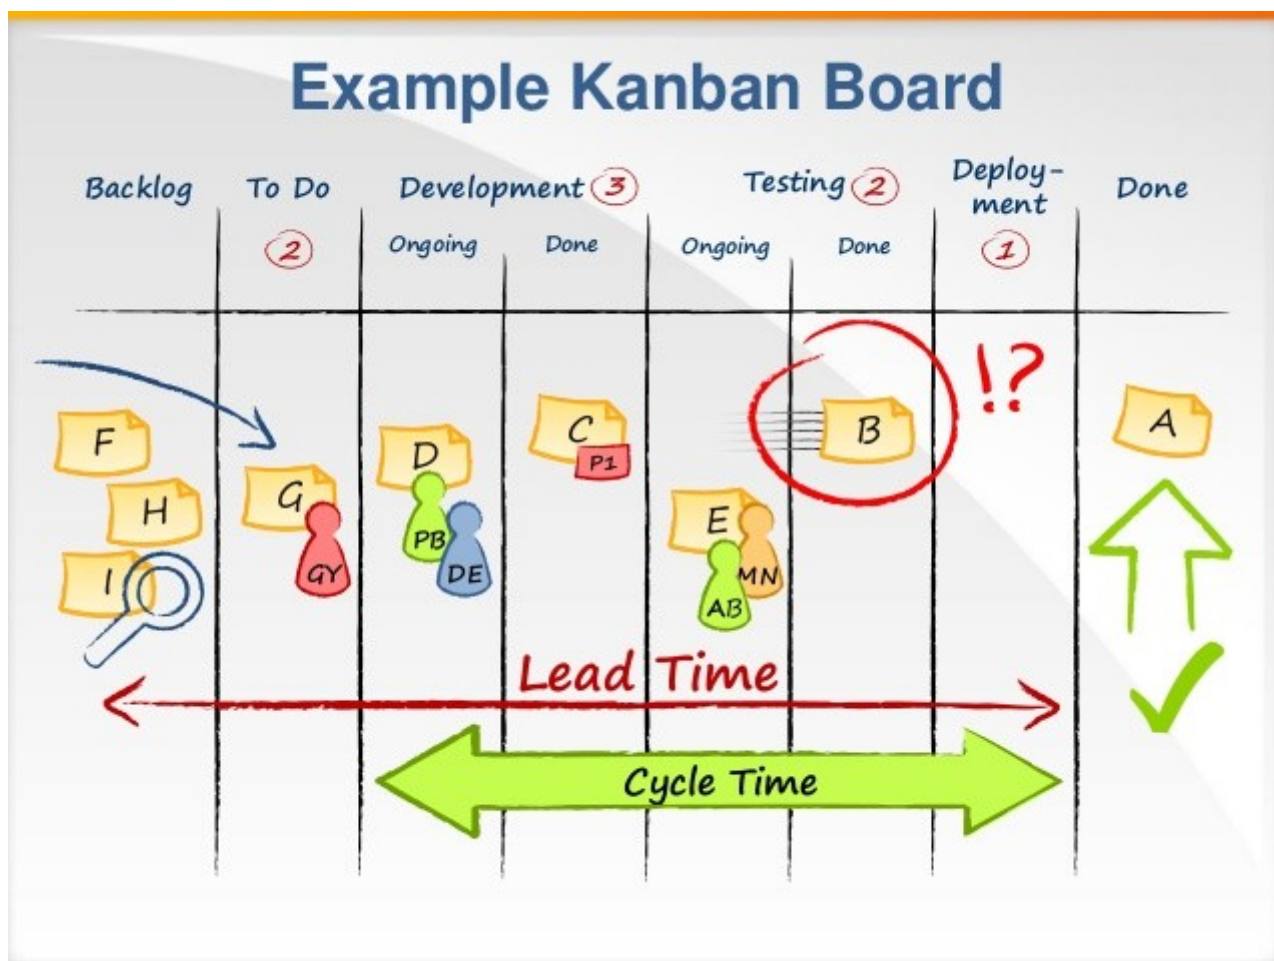 Example Kanban Board
Backlog
To Do
2
Development 3
Ongoing
Done
Testing 2
Ongoing
Done
Deploy-
ment
1
Done
F
H
I
G
GY
D
PB
DE
C
P1
E
MN
AB
B
!?
A
Lead Time
Cycle Time